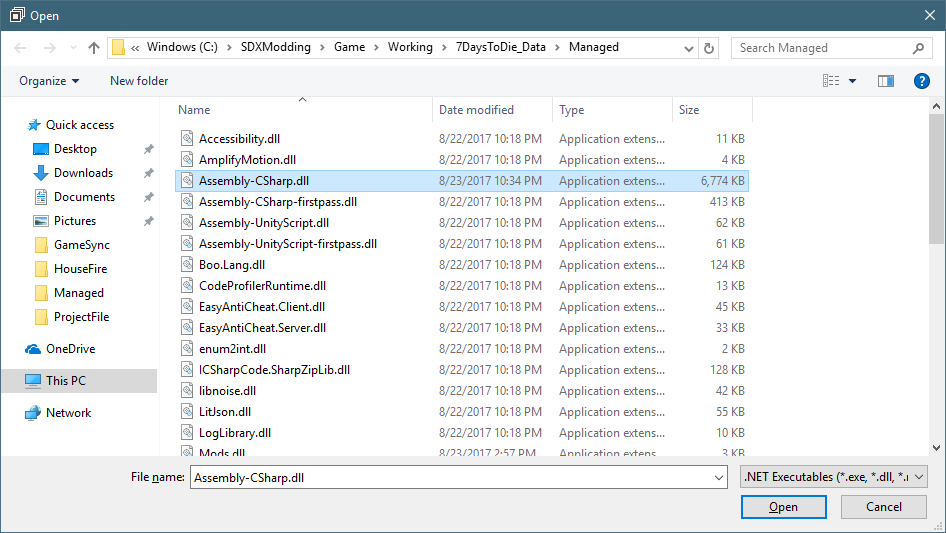 Open
« Windows (C:) > SDXModding > Game > Working > 7DaysToDie_Data > Managed
Search Managed
Organize New folder
?
Name Date modified Type Size
Quick access
Desktop
Downloads
Documents
Pictures
GameSync
HouseFire
Managed
ProjectFile
OneDrive
This PC
Network
Accessibility.dll 8/22/2017 10:18 PM Application extens... 11 KB
AmplifyMotion.dll 8/22/2017 10:18 PM Application extens... 4 KB
Assembly-CSharp.dll 8/23/2017 10:34 PM Application extens... 6,774 KB
Assembly-CSharp-firstpass.dll 8/22/2017 10:18 PM Application extens... 413 KB
Assembly-UnityScript.dll 8/22/2017 10:18 PM Application extens... 62 KB
Assembly-UnityScript-firstpass.dll 8/22/2017 10:18 PM Application extens... 61 KB
Boo.Lang.dll 8/22/2017 10:18 PM Application extens... 124 KB
CodeProfilerRuntime.dll 8/22/2017 10:18 PM Application extens... 13 KB
EasyAntiCheat.Client.dll 8/22/2017 10:18 PM Application extens... 45 KB
EasyAntiCheat.Server.dll 8/22/2017 10:18 PM Application extens... 33 KB
enum2int.dll 8/22/2017 10:18 PM Application extens... 2 KB
ICSharpCode.SharpZipLib.dll 8/22/2017 10:18 PM Application extens... 128 KB
libnoise.dll 8/22/2017 10:18 PM Application extens... 42 KB
LitJson.dll 8/22/2017 10:18 PM Application extens... 55 KB
LogLibrary.dll 8/22/2017 10:18 PM Application extens... 10 KB
Mods.dll 8/23/2017 2:57 PM Application extens... 3 KB
File name: Assembly-CSharp.dll .NET Executables (*.exe, *.dll, *.
Open Cancel